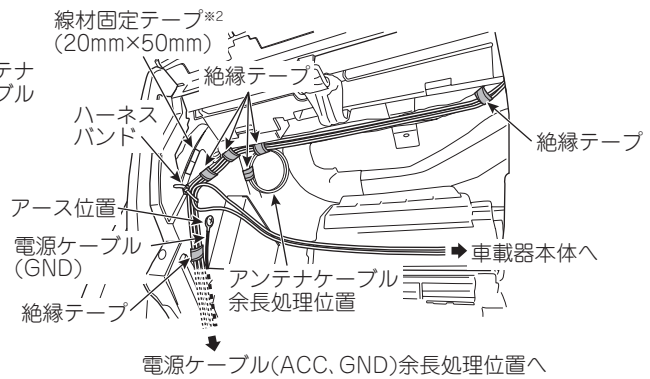 線材固定テープ※2
(20mm×50mm)
テナ
ブル
絶縁テープ
ハーネス
バンド
絶縁テープ
アース位置
電源ケーブル
(GND)
➡車載器本体へ
アンテナケーブル
余長処理位置
絶縁テープ
電源ケーブル(ACC、GND)余長処理位置へ